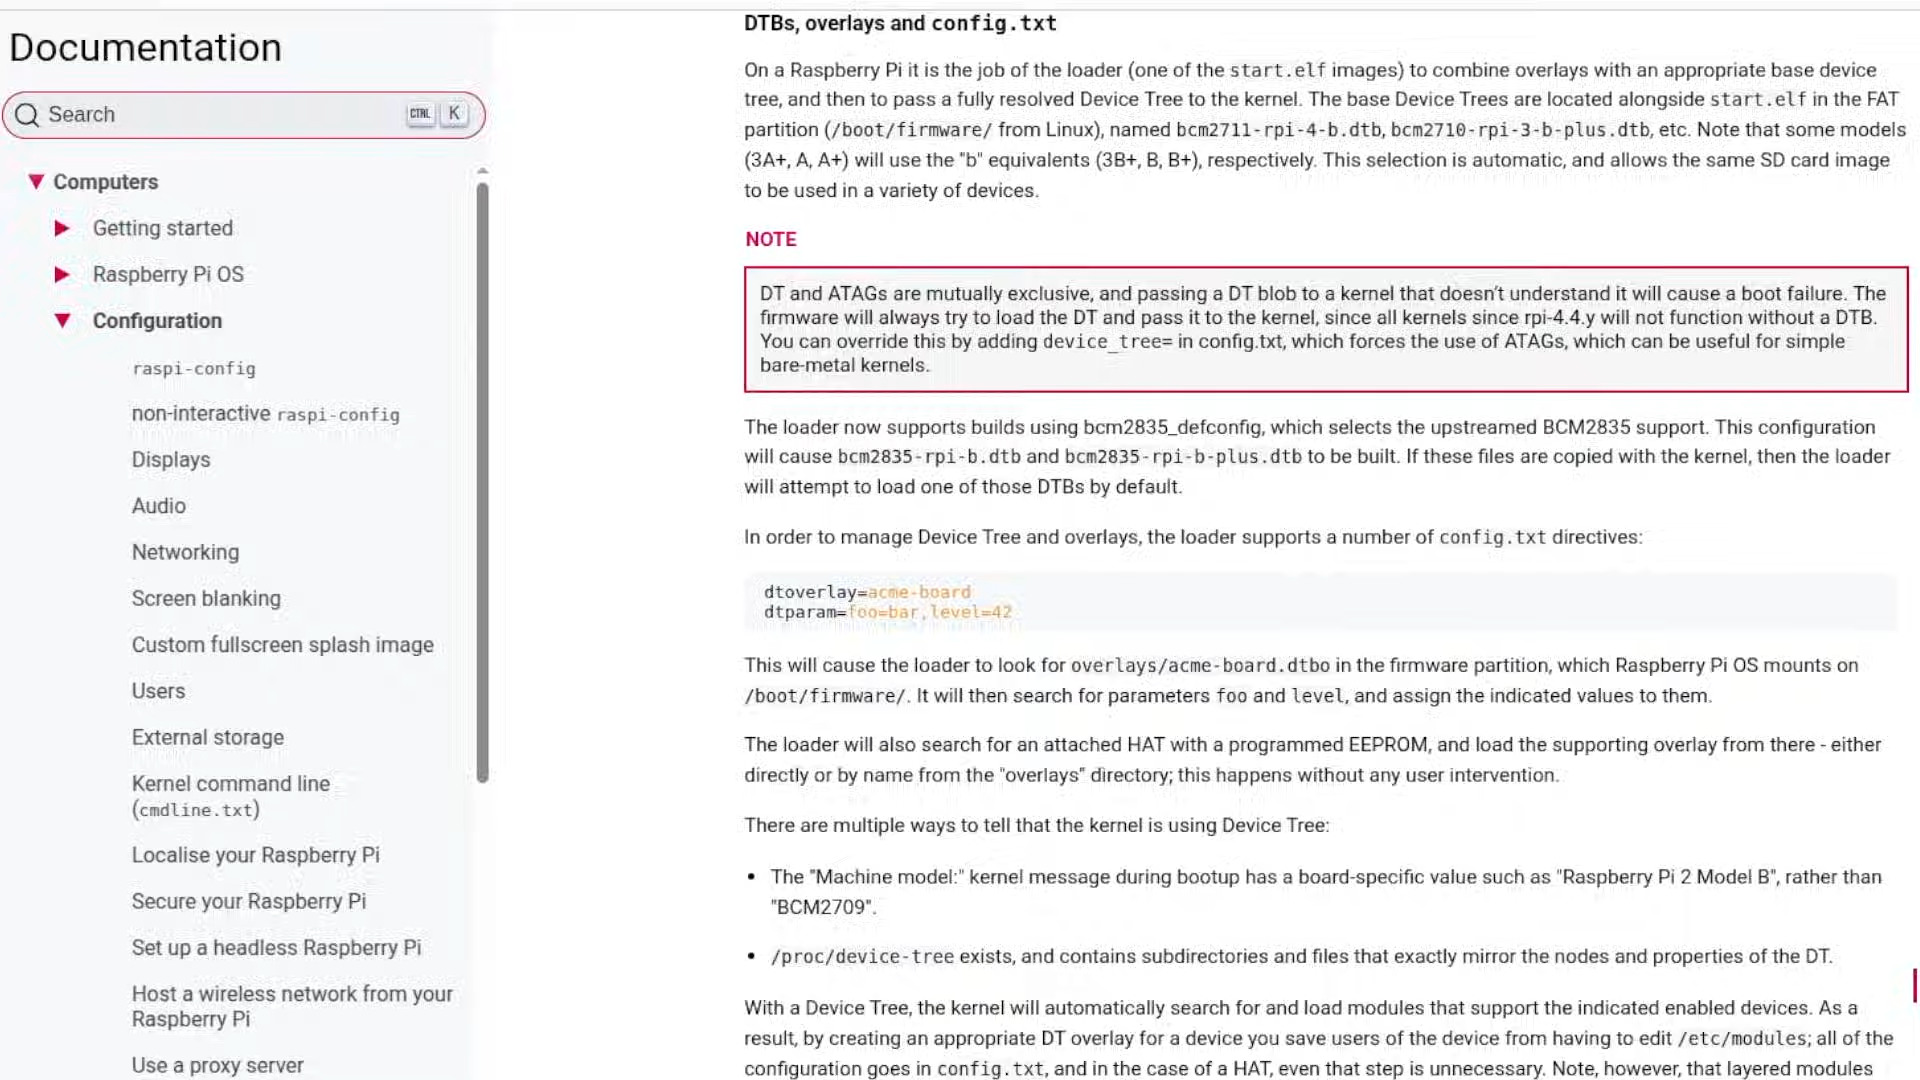 Documentation
Search CTRL K
Computers
Getting started
Raspberry Pi OS
Configuration
raspi-config
non-interactive raspi-config
Displays
Audio
Networking
Screen blanking
Custom fullscreen splash image
Users
External storage
Kernel command line
(cmdline.txt)
Localise your Raspberry Pi
Secure your Raspberry Pi
Set up a headless Raspberry Pi
Host a wireless network from your
Raspberry Pi
Use a proxy server
DTBs, overlays and config.txt
On a Raspberry Pi it is the job of the loader (one of the start.elf images) to combine overlays with an appropriate base device
tree, and then to pass a fully resolved Device Tree to the kernel. The base Device Trees are located alongside start.elf in the FAT
partition (/boot/firmware/ from Linux), named bcm2711-rpi-4-b.dtb, bcm2710-rpi-3-b-plus.dtb, etc. Note that some models
(3A+, A, A+) will use the "b" equivalents (3B+, B, B+), respectively. This selection is automatic, and allows the same SD card image
to be used in a variety of devices.
NOTE
DT and ATAGs are mutually exclusive, and passing a DT blob to a kernel that doesn't understand it will cause a boot failure. The
firmware will always try to load the DT and pass it to the kernel, since all kernels since rpi-4.4.y will not function without a DTB.
You can override this by adding device_tree= in config.txt, which forces the use of ATAGs, which can be useful for simple
bare-metal kernels.
The loader now supports builds using bcm2835_defconfig, which selects the upstreamed BCM2835 support. This configuration
will cause bcm2835-rpi-b.dtb and bcm2835-rpi-b-plus.dtb to be built. If these files are copied with the kernel, then the loader
will attempt to load one of those DTBs by default.
In order to manage Device Tree and overlays, the loader supports a number of config.txt directives:
dtoverlay=acme-board
dtparam=foo=bar,level=42
This will cause the loader to look for overlays/acme-board.dtbo in the firmware partition, which Raspberry Pi OS mounts on
/boot/firmware/. It will then search for parameters foo and level, and assign the indicated values to them.
The loader will also search for an attached HAT with a programmed EEPROM, and load the supporting overlay from there - either
directly or by name from the "overlays" directory; this happens without any user intervention.
There are multiple ways to tell that the kernel is using Device Tree:
• The "Machine model:" kernel message during bootup has a board-specific value such as "Raspberry Pi 2 Model B", rather than
"BCM2709".
• /proc/device-tree exists, and contains subdirectories and files that exactly mirror the nodes and properties of the DT.
With a Device Tree, the kernel will automatically search for and load modules that support the indicated enabled devices. As a
result, by creating an appropriate DT overlay for a device you save users of the device from having to edit /etc/modules; all of the
configuration goes in config.txt, and in the case of a HAT, even that step is unnecessary. Note, however, that layered modules